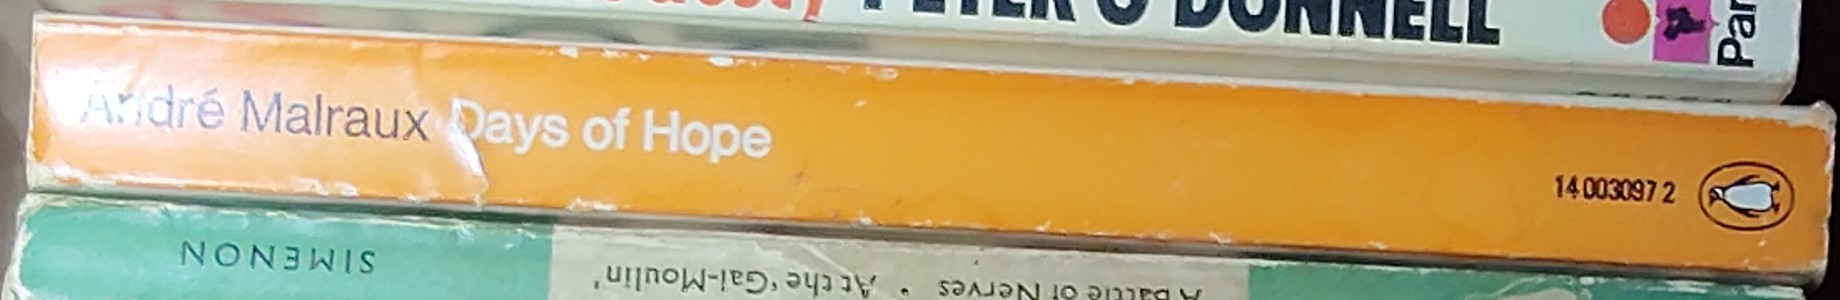 PETER O'DONNELL
Pan
André Malraux Days of Hope
14 003097 2
SIMENON
A Battle of Nerves • At the 'Gai-Moulin'